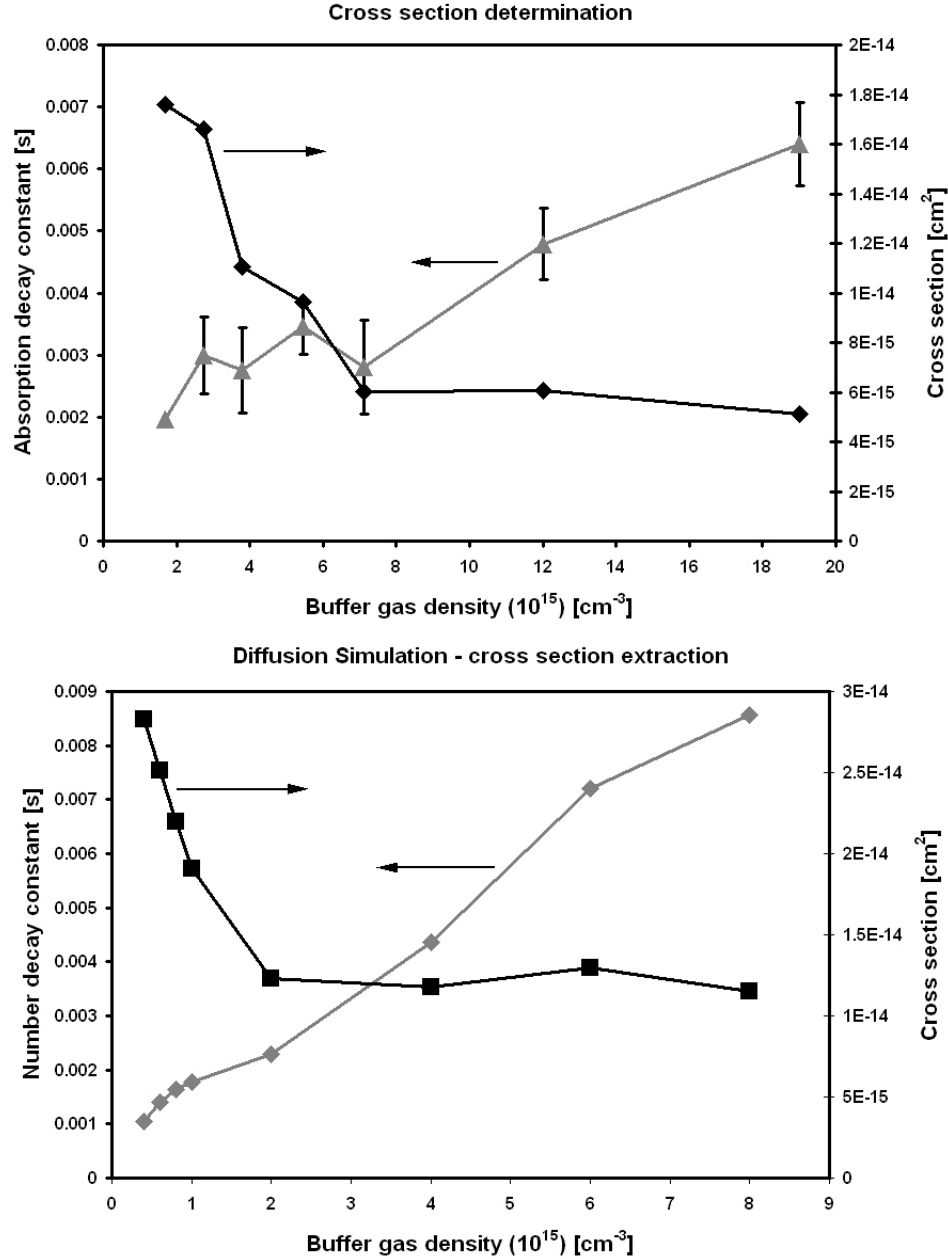 Cross section determination
0.008
0.007
0.006
0.005
0.004
0.003
0.002
0.001
0
Absorption decay constant [s]
2E-14
1.8E-14
1.6E-14
1.4E-14
1.2E-14
1E-14
8E-15
6E-15
4E-15
2E-15
0
Cross section [cm²]
0 2 4 6 8 10 12 14 16 18 20
Buffer gas density (10¹⁵) [cm⁻³]
Diffusion Simulation - cross section extraction
0.009
0.008
0.007
0.006
0.005
0.004
0.003
0.002
0.001
0
Number decay constant [s]
3E-14
2.5E-14
2E-14
1.5E-14
1E-14
5E-15
0
Cross section [cm²]
0 1 2 3 4 5 6 7 8 9
Buffer gas density (10¹⁵) [cm⁻³]